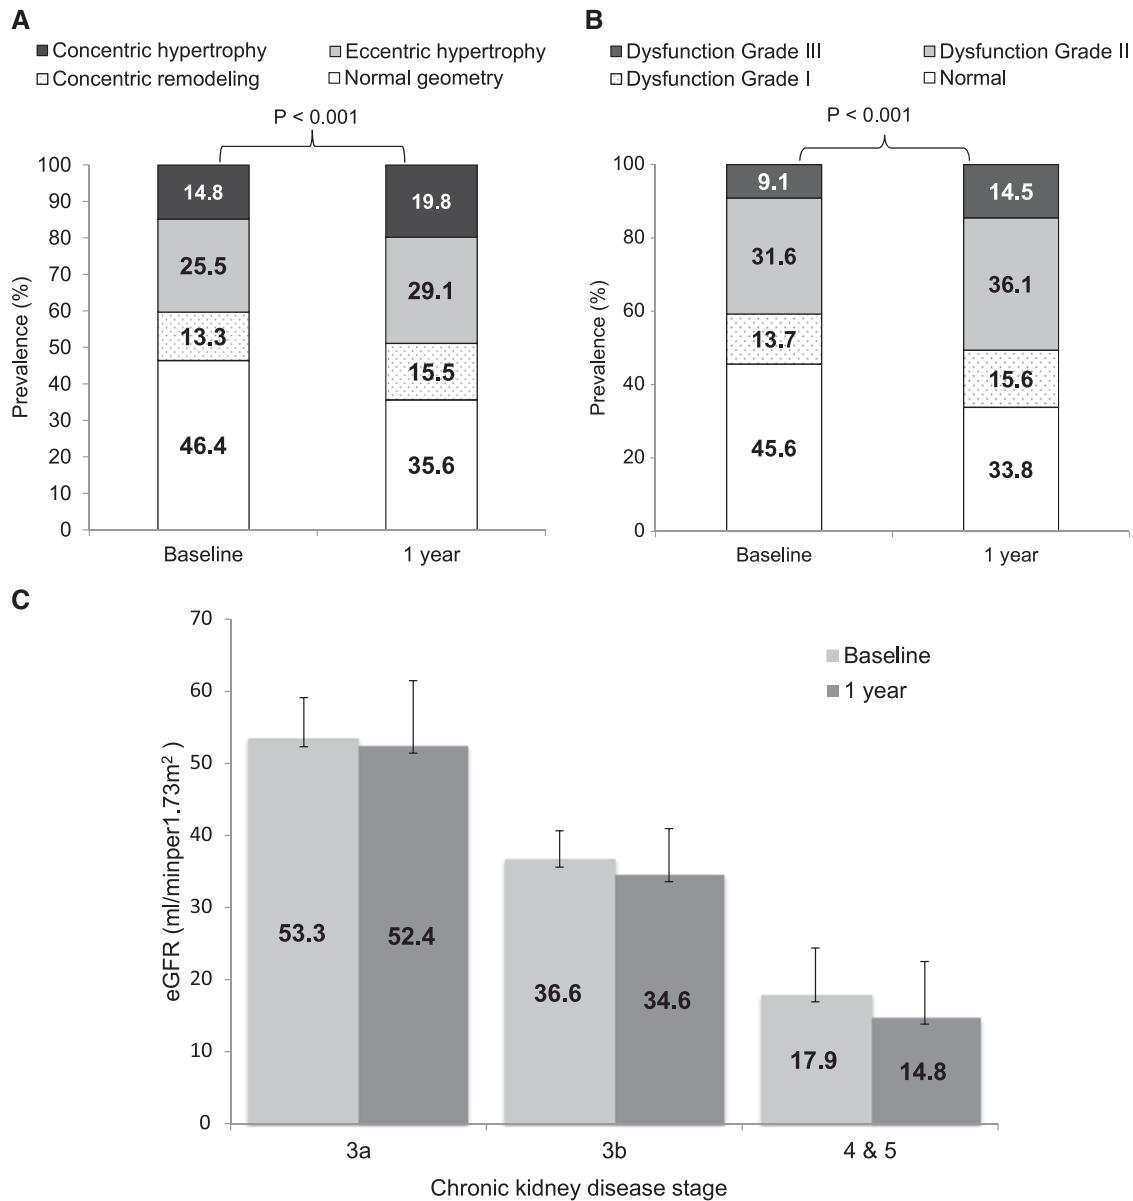 A
Concentric hypertrophy
Eccentric hypertrophy
Concentric remodeling
Normal geometry
P < 0.001
Prevalence (%)
100
90
80
70
60
50
40
30
20
10
0
14.8
25.5
13.3
46.4
19.8
29.1
15.5
35.6
Baseline
1 year
B
Dysfunction Grade III
Dysfunction Grade II
Dysfunction Grade I
Normal
P < 0.001
Prevalence (%)
100
80
60
40
20
0
9.1
31.6
13.7
45.6
14.5
36.1
15.6
33.8
Baseline
1 year
C
Baseline
1 year
eGFR (ml/minper1.73m²)
70
60
50
40
30
20
10
0
53.3
52.4
36.6
34.6
17.9
14.8
3a
3b
4 & 5
Chronic kidney disease stage